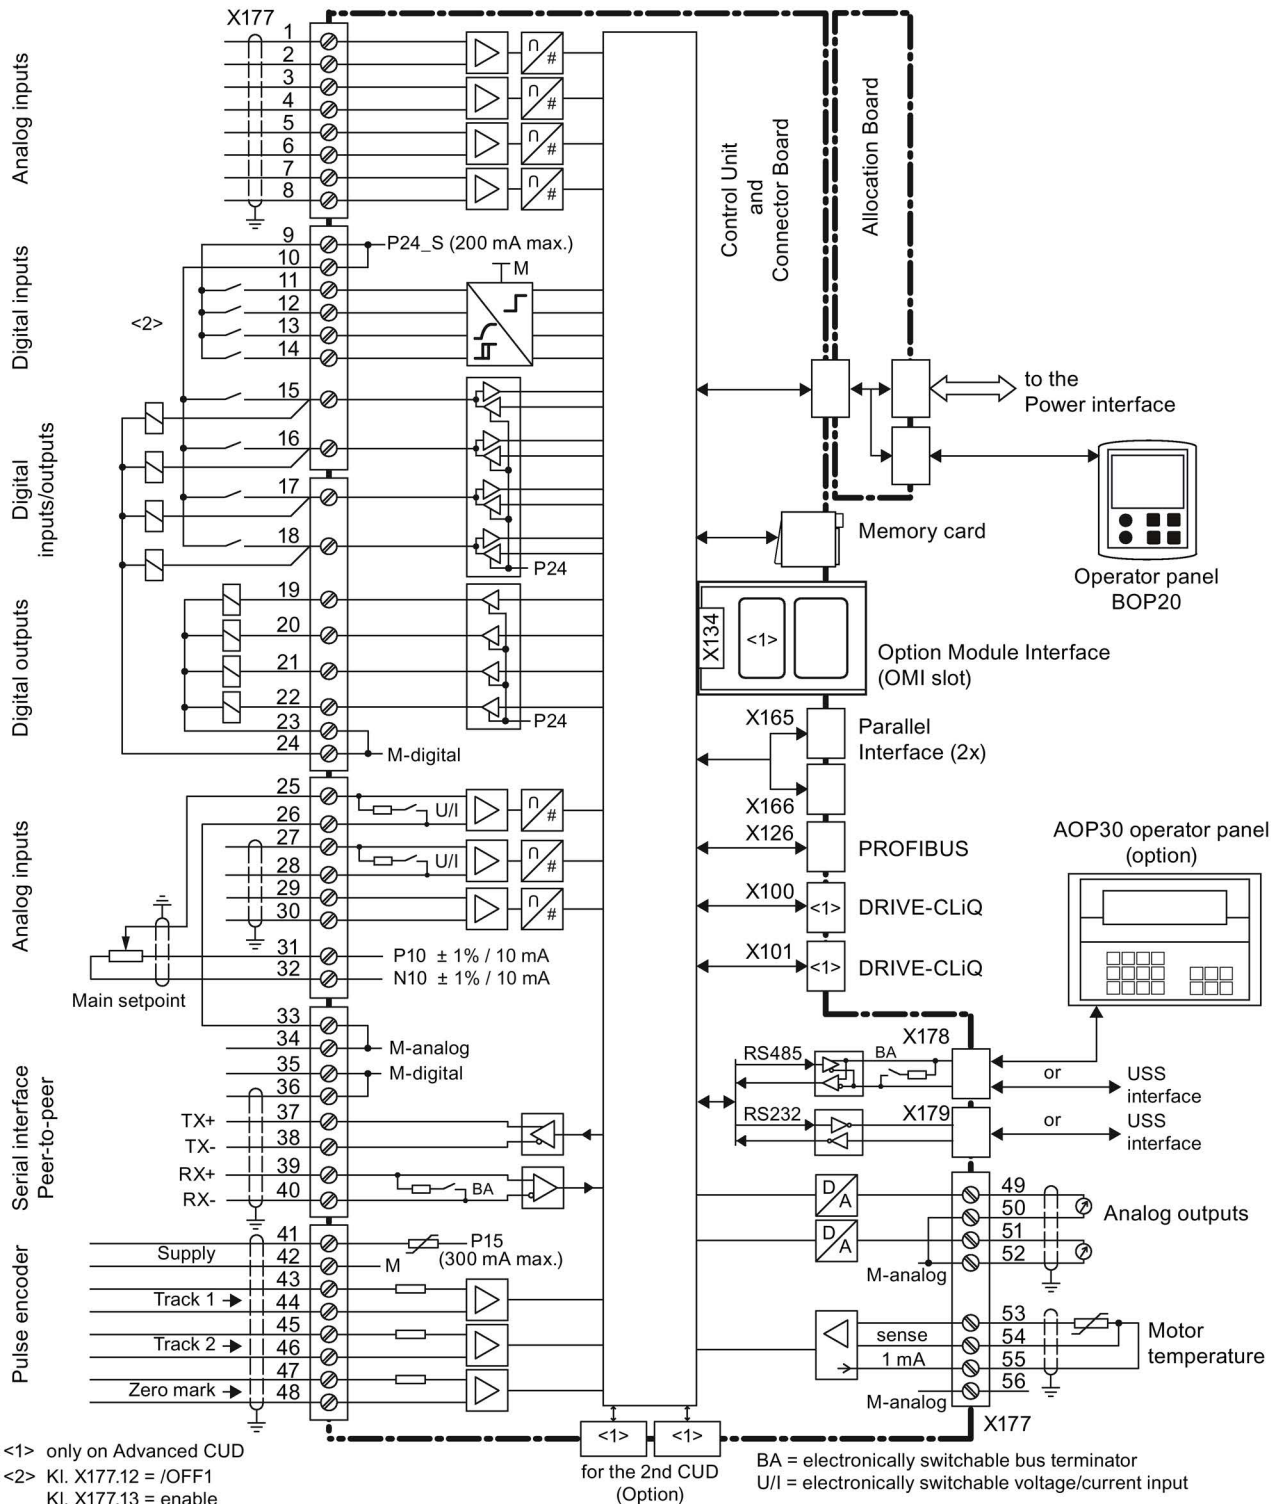 X177
Analog inputs
1
2
3
4
5
6
7
8
∩
#
∩
#
∩
#
∩
#
Control Unit
and
Connector Board
Allocation Board
Digital inputs
9
10
11
12
13
14
P24_S (200 mA max.)
M
<2>
Digital
inputs/outputs
15
16
17
18
P24
to the
Power interface
Memory card
Operator panel
BOP20
Digital outputs
19
20
21
22
23
24
P24
M-digital
X134
<1>
Option Module Interface
(OMI slot)
X165
X166
Parallel
Interface (2x)
X126
PROFIBUS
X100
<1>
DRIVE-CLiQ
X101
<1>
DRIVE-CLiQ
AOP30 operator panel
(option)
Analog inputs
25
26
27
28
29
30
31
32
U/I
U/I
∩
#
∩
#
∩
#
P10 ± 1% / 10 mA
N10 ± 1% / 10 mA
Main setpoint
Serial interface
Peer-to-peer
33
34
35
36
37
38
39
40
M-analog
M-digital
TX+
TX-
RX+
RX-
BA
RS485
BA
X178
or
USS
interface
RS232
X179
or
USS
interface
Pulse encoder
41
42
43
44
45
46
47
48
Supply
Track 1
Track 2
Zero mark
P15
(300 mA max.)
M
D
A
D
A
49
50
51
52
M-analog
Analog outputs
53
54
55
56
sense
1 mA
M-analog
Motor
temperature
X177
<1>
<1>
for the 2nd CUD
(Option)
<1> only on Advanced CUD
<2> Kl. X177.12 = /OFF1
Kl. X177.13 = enable
BA = electronically switchable bus terminator
U/I = electronically switchable voltage/current input